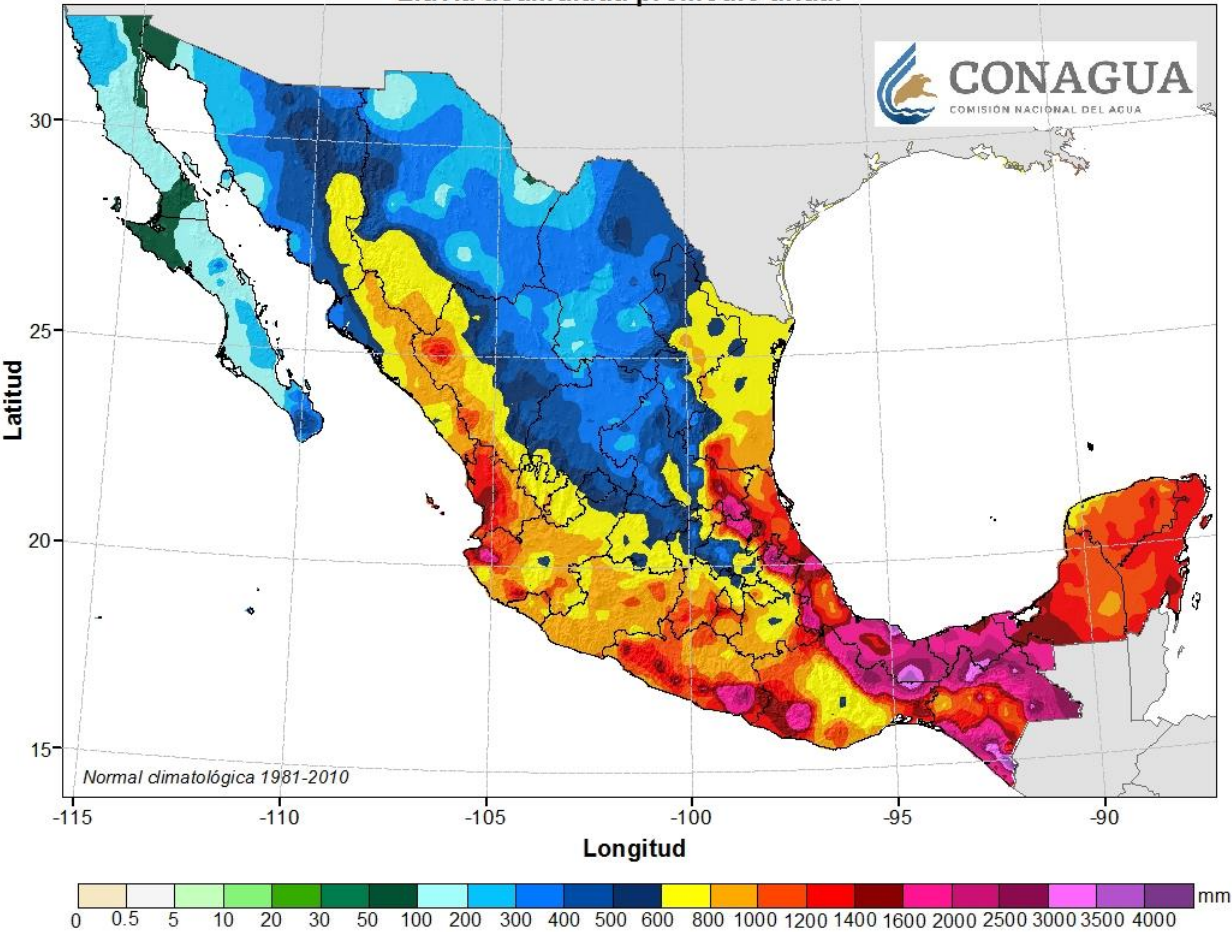 CONAGUA
COMISIÓN NACIONAL DEL AGUA
30
25
20
15
Latitud
Normal climatológica 1981-2010
-115 -110 -105 -100 -95 -90
Longitud
mm
0 0.5 5 10 20 30 50 100 200 300 400 500 600 800 1000 1200 1400 1600 2000 2500 3000 3500 4000